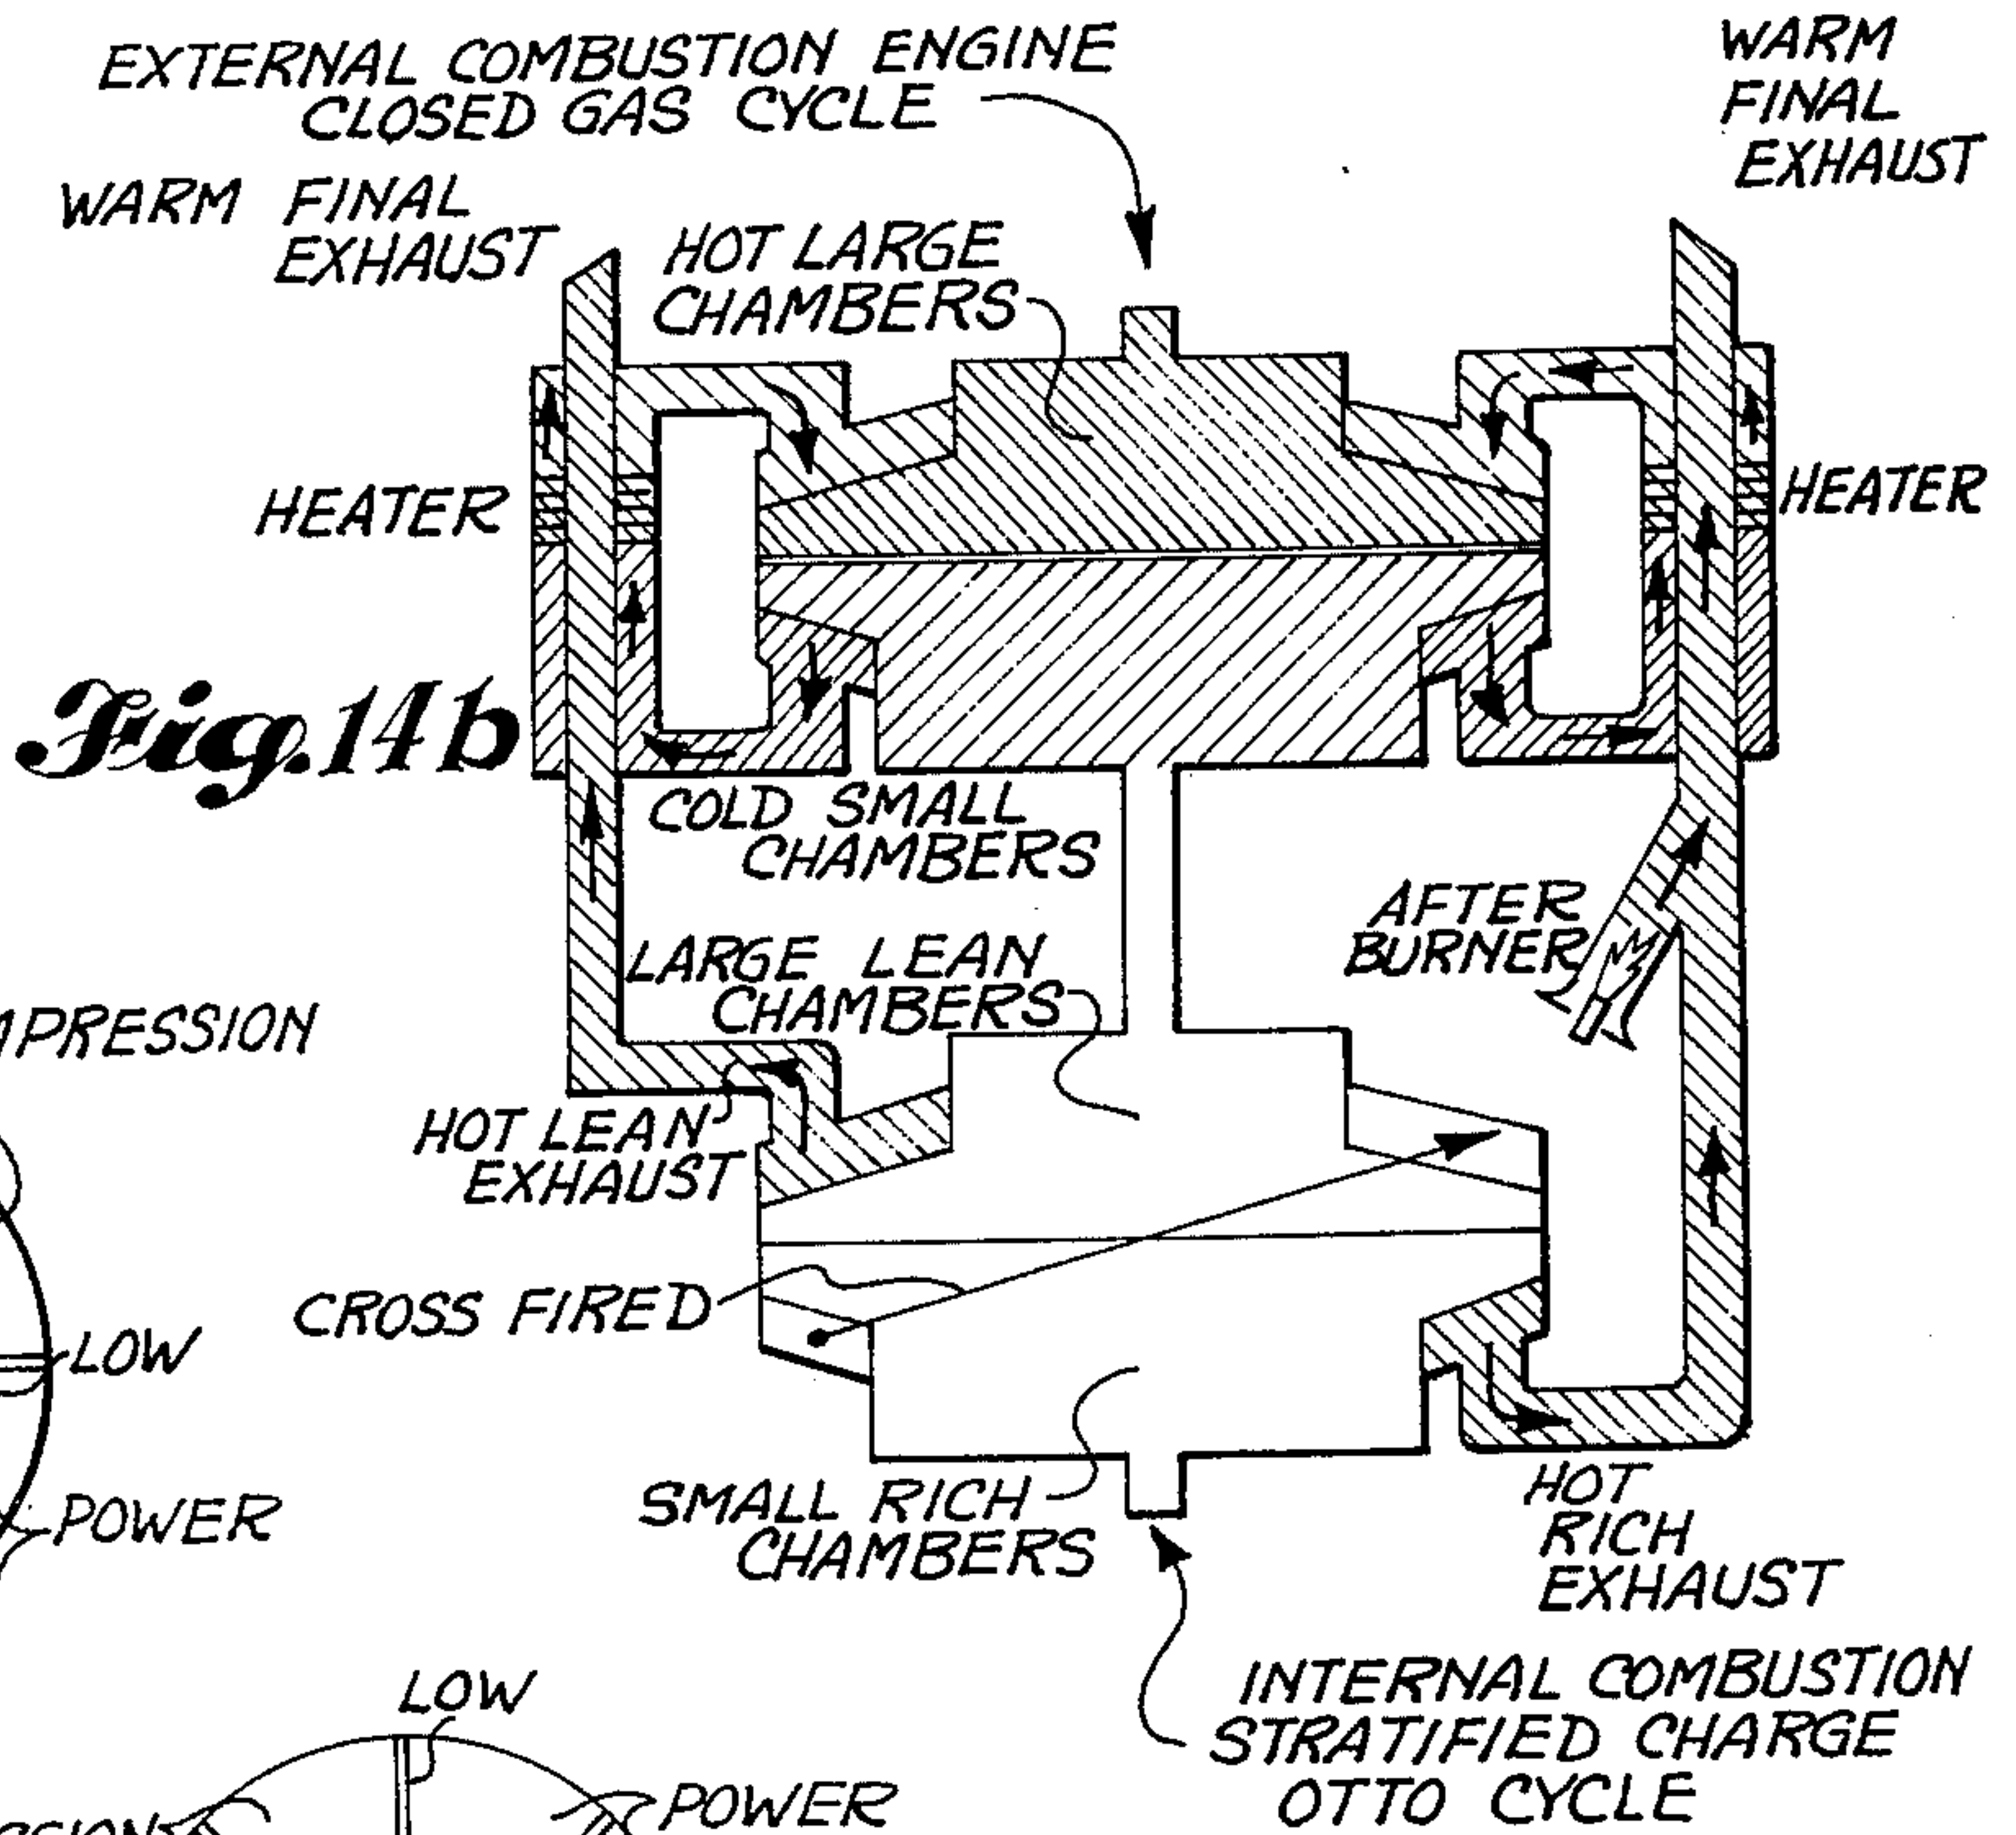 EXTERNAL COMBUSTION ENGINE
CLOSED GAS CYCLE
WARM
FINAL
EXHAUST
WARM FINAL
EXHAUST
HOT LARGE
CHAMBERS
HEATER
HEATER
Fig. 14b
COLD SMALL
CHAMBERS
AFTER
BURNER
LARGE LEAN
CHAMBERS
MPRESSION
HOT LEAN
EXHAUST
CROSS FIRED
LOW
SMALL RICH
CHAMBERS
POWER
HOT
RICH
EXHAUST
INTERNAL COMBUSTION
STRATIFIED CHARGE
OTTO CYCLE
LOW
POWER